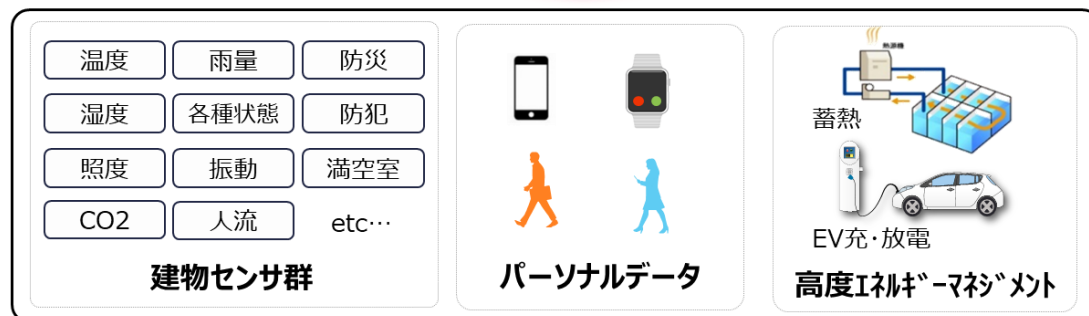 温度 雨量 防災
湿度 各種状態 防犯
照度 振動 満空室
CO2 人流 etc…
建物センサ群
パーソナルデータ
熱源機
蓄熱
EV充・放電
高度ｴﾈﾙｷﾞｰﾏﾈｼﾞﾒﾝﾄ